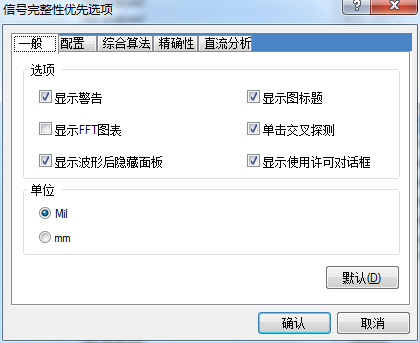 信号完整性优先选项
一般 配置 综合算法 精确性 直流分析
选项
显示警告 显示图标题
显示FFT图表 单击交叉探测
显示波形后隐藏面板 显示使用许可对话框
单位
Mil
mm
默认(D)
确认 取消